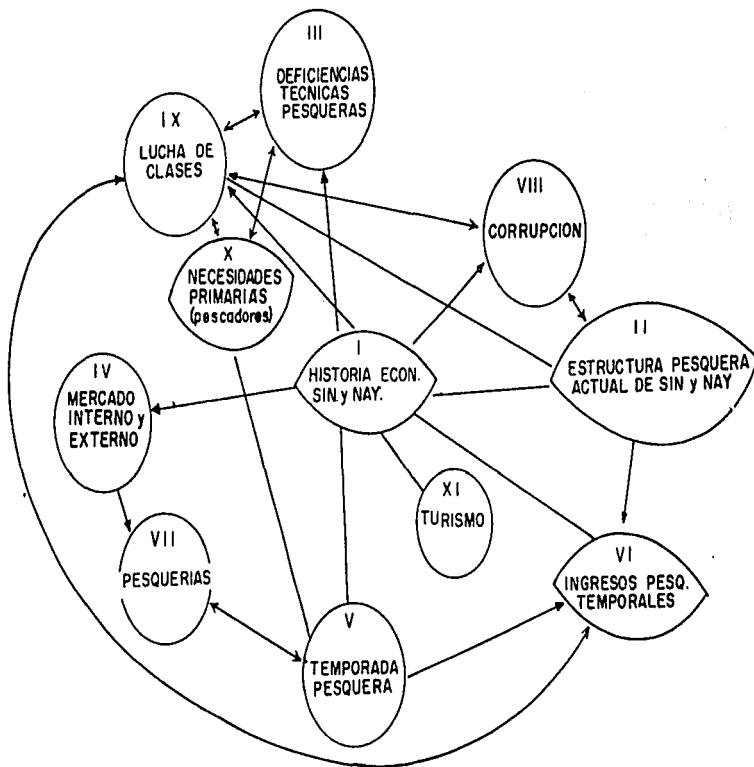 III
DEFICIENCIAS
TECNICAS
PESQUERAS
IX
LUCHA DE
CLASES
VIII
CORRUPCION
X
NECESIDADES
PRIMARIAS
(pescadores)
II
ESTRUCTURA PESQUERA
ACTUAL DE SIN y NAY
I
HISTORIA ECON.
SIN y NAY.
IV
MERCADO
INTERNO y
EXTERNO
XI
TURISMO
VII
PESQUERIAS
VI
INGRESOS PESQ.
TEMPORALES
V
TEMPORADA
PESQUERA